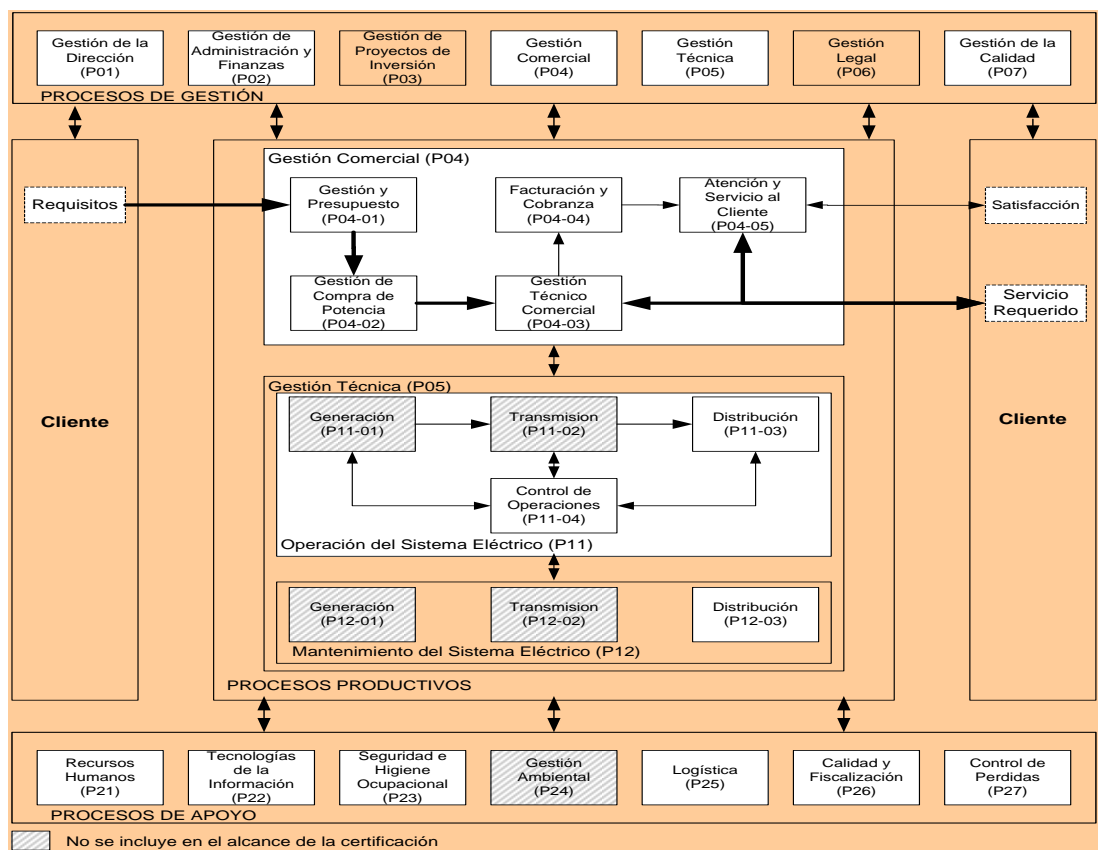 Gestión de la
Dirección
(P01)
Gestión de
Administración y
Finanzas
(P02)
Gestión de
Proyectos de
Inversión
(P03)
Gestión
Comercial
(P04)
Gestión
Técnica
(P05)
Gestión
Legal
(P06)
Gestión de la
Calidad
(P07)
PROCESOS DE GESTIÓN
Requisitos
Cliente
Gestión Comercial (P04)
Gestión y
Presupuesto
(P04-01)
Facturación y
Cobranza
(P04-04)
Atención y
Servicio al
Cliente
(P04-05)
Gestión de
Compra de
Potencia
(P04-02)
Gestión
Técnico
Comercial
(P04-03)
Gestión Técnica (P05)
Generación
(P11-01)
Transmision
(P11-02)
Distribución
(P11-03)
Control de
Operaciones
(P11-04)
Operación del Sistema Eléctrico (P11)
Generación
(P12-01)
Transmision
(P12-02)
Distribución
(P12-03)
Mantenimiento del Sistema Eléctrico (P12)
PROCESOS PRODUCTIVOS
Satisfacción
Servicio
Requerido
Cliente
Recursos
Humanos
(P21)
Tecnologías
de la
Información
(P22)
Seguridad e
Higiene
Ocupacional
(P23)
Gestión
Ambiental
(P24)
Logística
(P25)
Calidad y
Fiscalización
(P26)
Control de
Perdidas
(P27)
PROCESOS DE APOYO
No se incluye en el alcance de la certificación